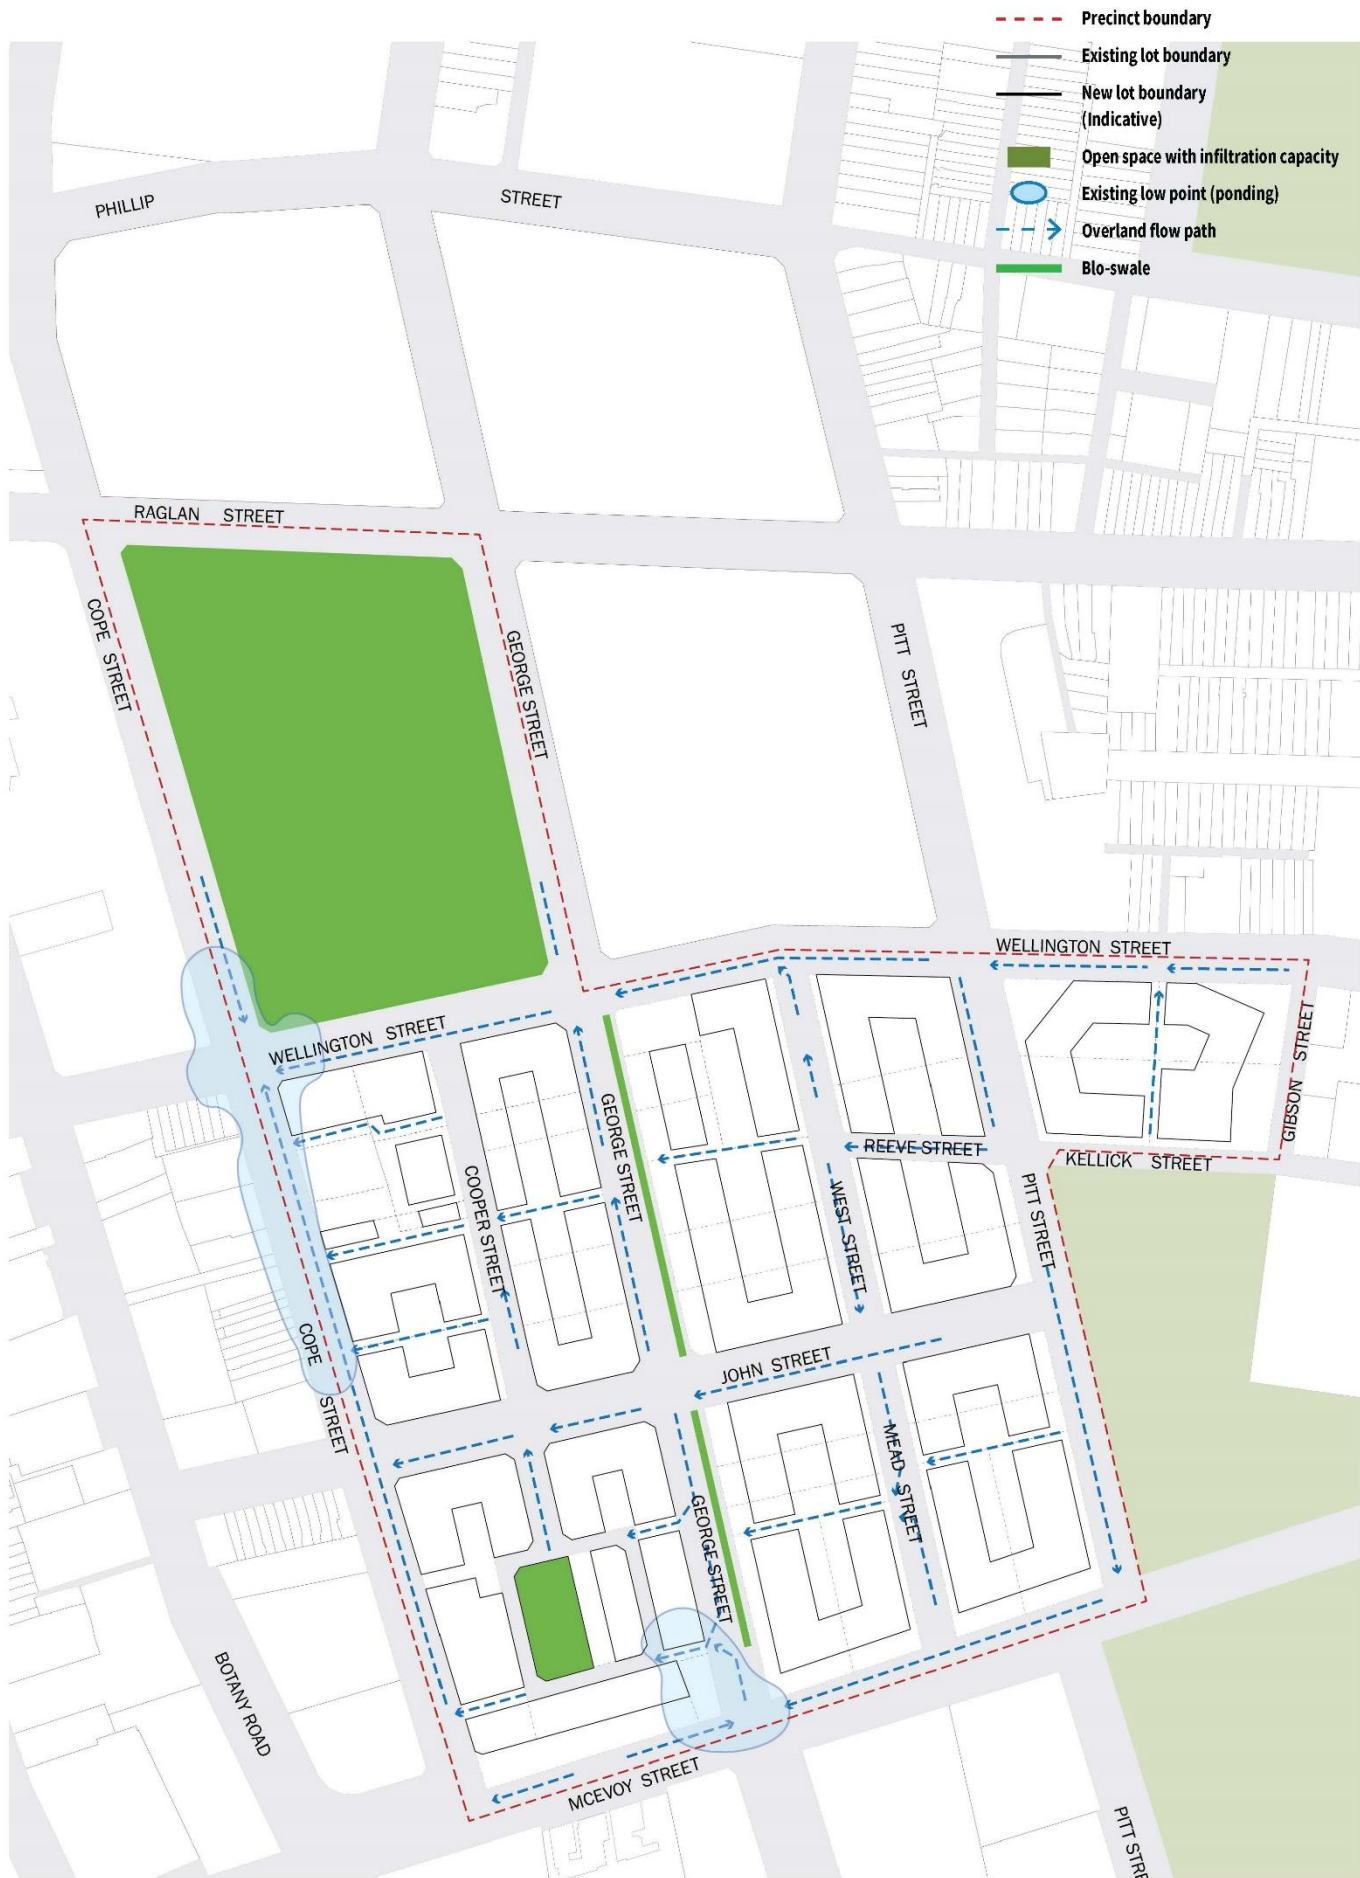 Precinct boundary
Existing lot boundary
New lot boundary
(Indicative)
Open space with infiltration capacity
Existing low point (ponding)
Overland flow path
Blo-swale
PHILLIP
STREET
RAGLAN STREET
COPE STREET
GEORGE STREET
PITT STREET
WELLINGTON STREET
WELLINGTON STREET
GIBSON STREET
GEORGE STREET
REEVE STREET
KELLICK STREET
COOPER STREET
WEST STREET
PITT STREET
COPE STREET
JOHN STREET
MEAD STREET
GEORGE STREET
BOTANY ROAD
MCEVOY STREET
PITT STRE